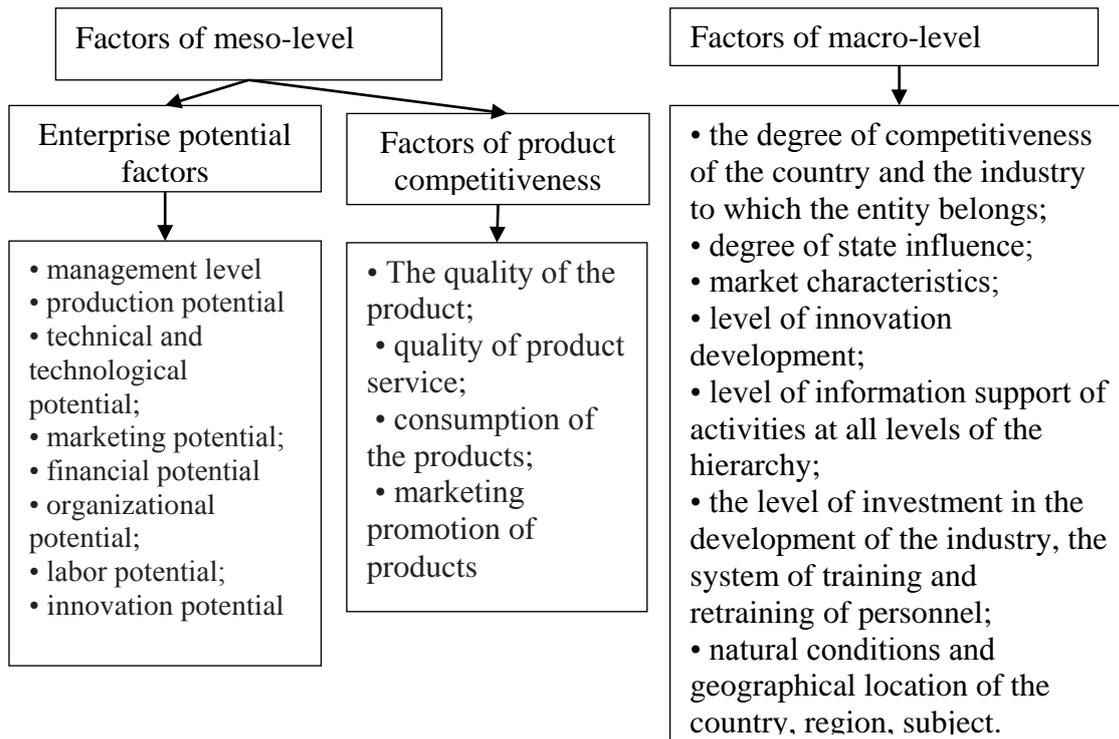 Factors of meso-level
Factors of macro-level
Enterprise potential
factors
Factors of product
competitiveness
• management level
• production potential
• technical and
technological
potential;
• marketing potential;
• financial potential
• organizational
potential;
• labor potential;
• innovation potential
• The quality of the
product;
• quality of product
service;
• consumption of
the products;
• marketing
promotion of
products
• the degree of competitiveness
of the country and the industry
to which the entity belongs;
• degree of state influence;
• market characteristics;
• level of innovation
development;
• level of information support of
activities at all levels of the
hierarchy;
• the level of investment in the
development of the industry, the
system of training and
retraining of personnel;
• natural conditions and
geographical location of the
country, region, subject.